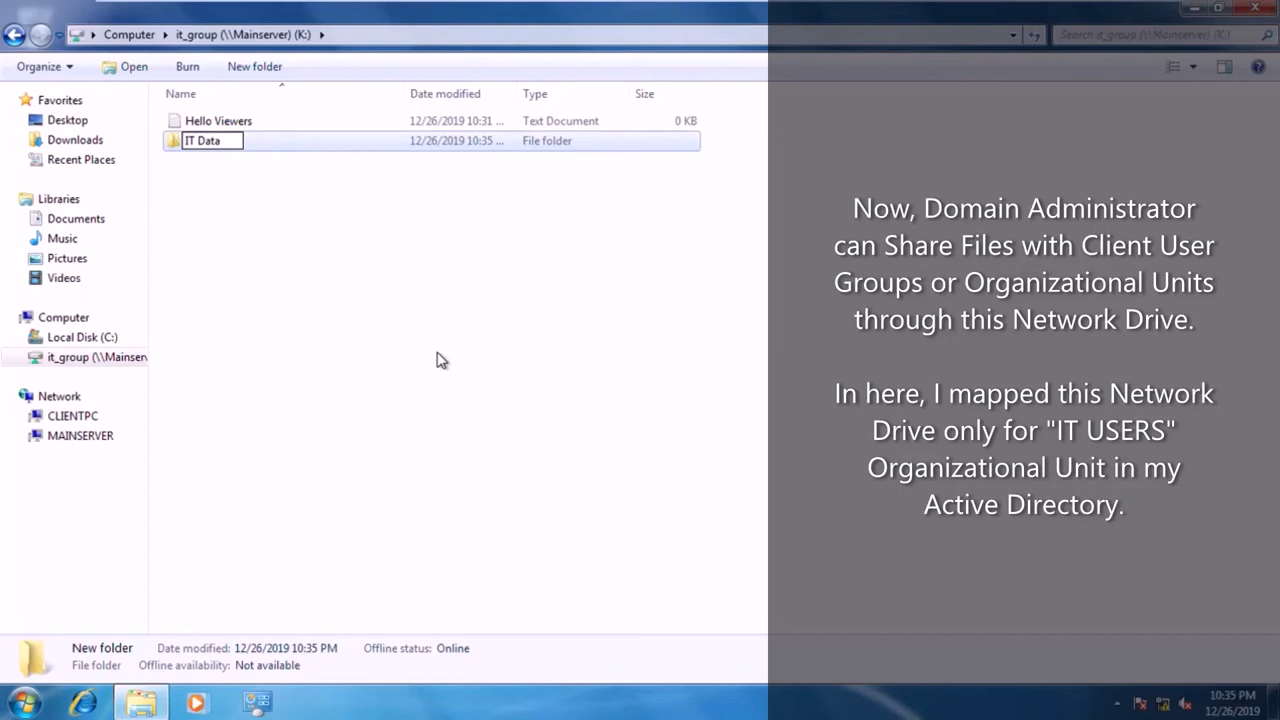 Computer
it_group (\\Mainserver) (K:)
Search it_group (\\Mainserver) (K:)
Organize
Open
Burn
New folder
Name
Date modified
Type
Size
Hello Viewers
12/26/2019 10:31 ...
Text Document
0 KB
IT Data
12/26/2019 10:35 ...
File folder
Favorites
Desktop
Downloads
Recent Places
Libraries
Documents
Music
Pictures
Videos
Computer
Local Disk (C:)
it_group (\\Mainserv
Network
CLIENTPC
MAINSERVER
Now, Domain Administrator
can Share Files with Client User
Groups or Organizational Units
through this Network Drive.
In here, I mapped this Network
Drive only for "IT USERS"
Organizational Unit in my
Active Directory.
New folder
Date modified: 12/26/2019 10:35 PM
Offline status: Online
File folder
Offline availability: Not available
10:35 PM
12/26/2019